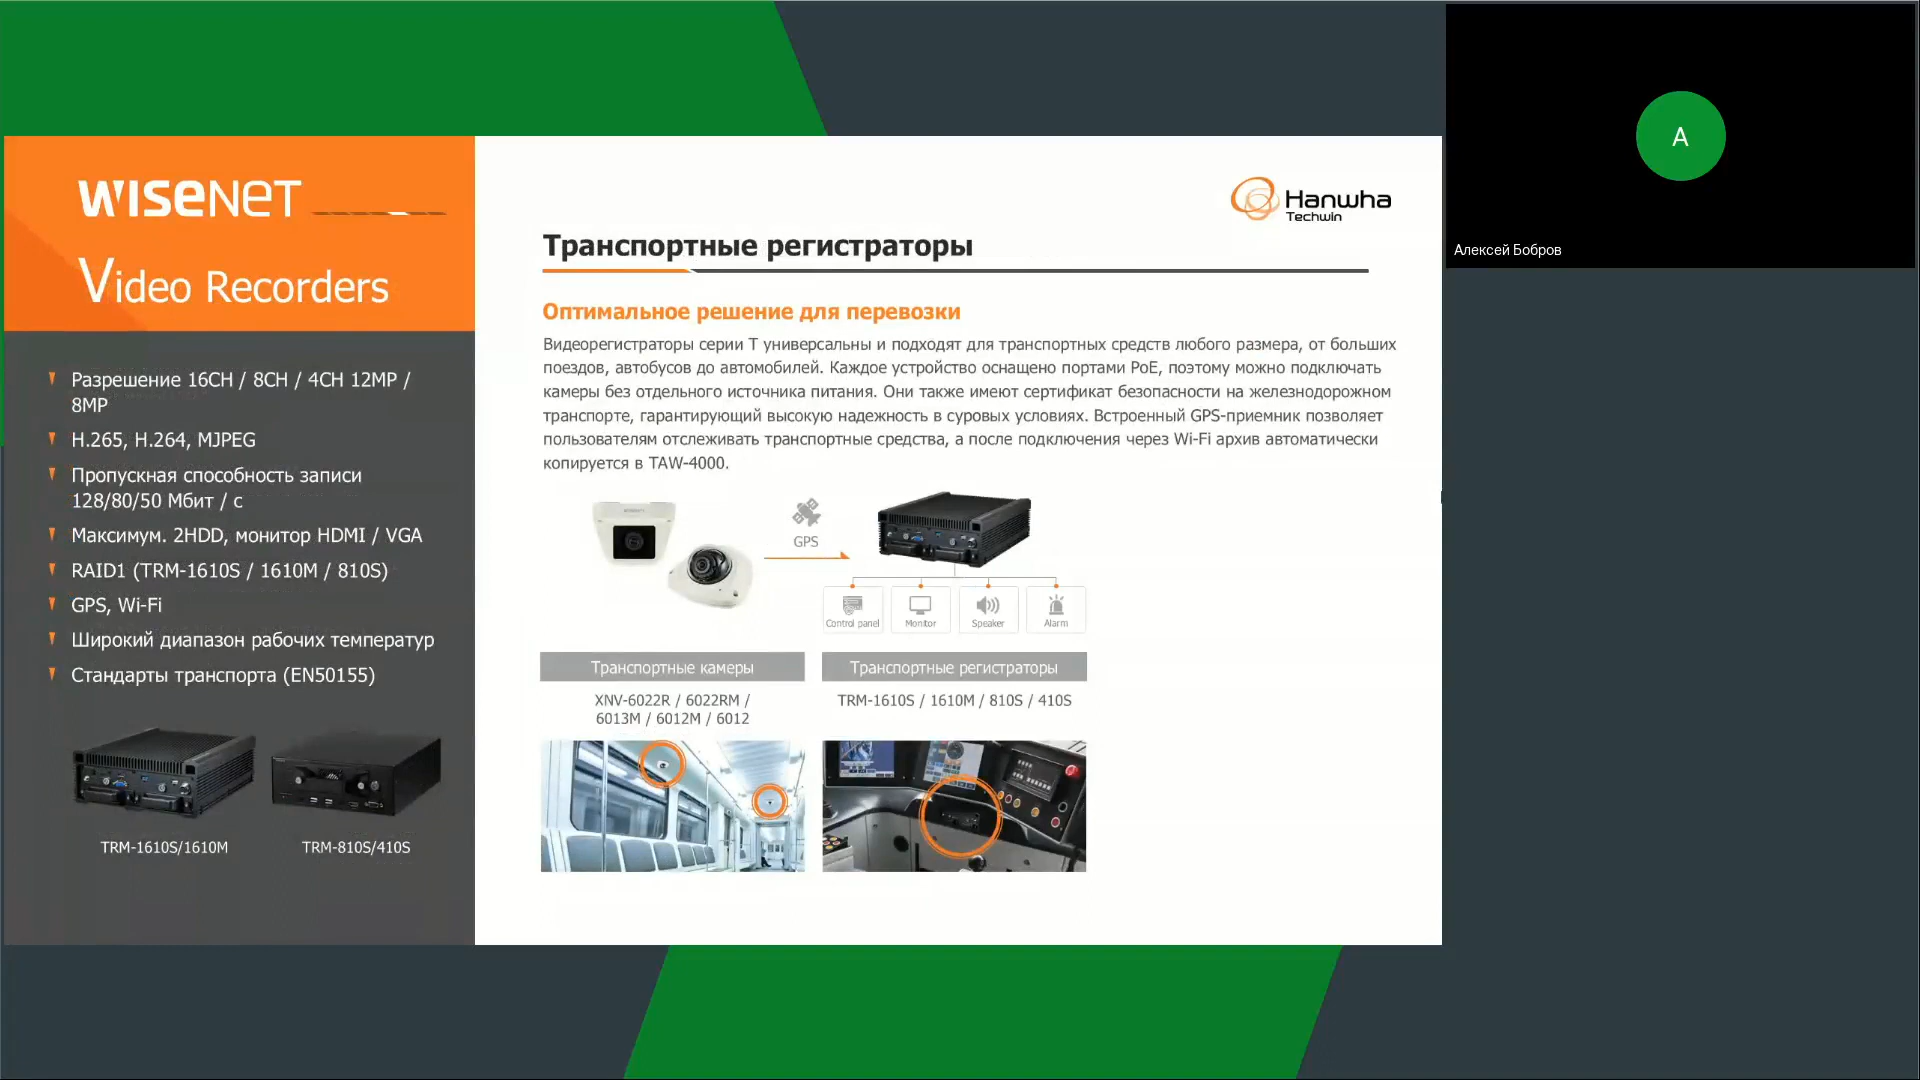 WISENET
Video Recorders
Разрешение 16CH / 8CH / 4CH 12MP /
8MP
H.265, H.264, MJPEG
Пропускная способность записи
128/80/50 Мбит / с
Максимум. 2HDD, монитор HDMI / VGA
RAID1 (TRM-1610S / 1610M / 810S)
GPS, Wi-Fi
Широкий диапазон рабочих температур
Стандарты транспорта (EN50155)
TRM-1610S/1610M
TRM-810S/410S
Hanwha
Techwin
Транспортные регистраторы
Оптимальное решение для перевозки
Видеорегистраторы серии T универсальны и подходят для транспортных средств любого размера, от больших
поездов, автобусов до автомобилей. Каждое устройство оснащено портами PoE, поэтому можно подключать
камеры без отдельного источника питания. Они также имеют сертификат безопасности на железнодорожном
транспорте, гарантирующий высокую надежность в суровых условиях. Встроенный GPS-приемник позволяет
пользователям отслеживать транспортные средства, а после подключения через Wi-Fi архив автоматически
копируется в TAW-4000.
GPS
Control panel
Monitor
Speaker
Alarm
Транспортные камеры
Транспортные регистраторы
XNV-6022R / 6022RM /
6013M / 6012M / 6012
TRM-1610S / 1610M / 810S / 410S
A
Алексей Бобров